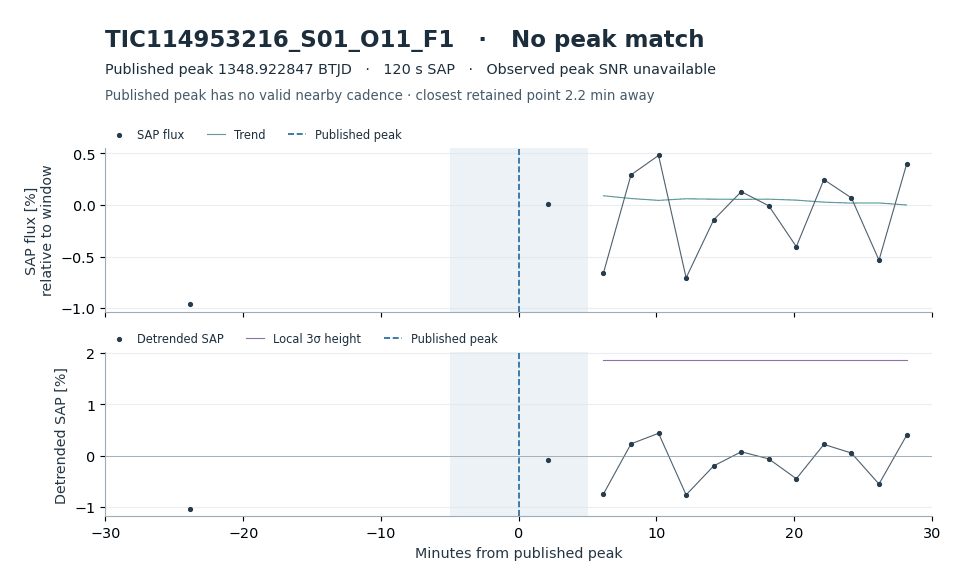 TIC114953216_S01_O11_F1 · No peak match
Published peak 1348.922847 BTJD · 120 s SAP · Observed peak SNR unavailable
Published peak has no valid nearby cadence · closest retained point 2.2 min away
SAP flux Trend Published peak
SAP flux [%]
relative to window
0.5
0.0
−0.5
−1.0
Detrended SAP Local 3σ height Published peak
Detrended SAP [%]
2
1
0
−1
−30 −20 −10 0 10 20 30
Minutes from published peak